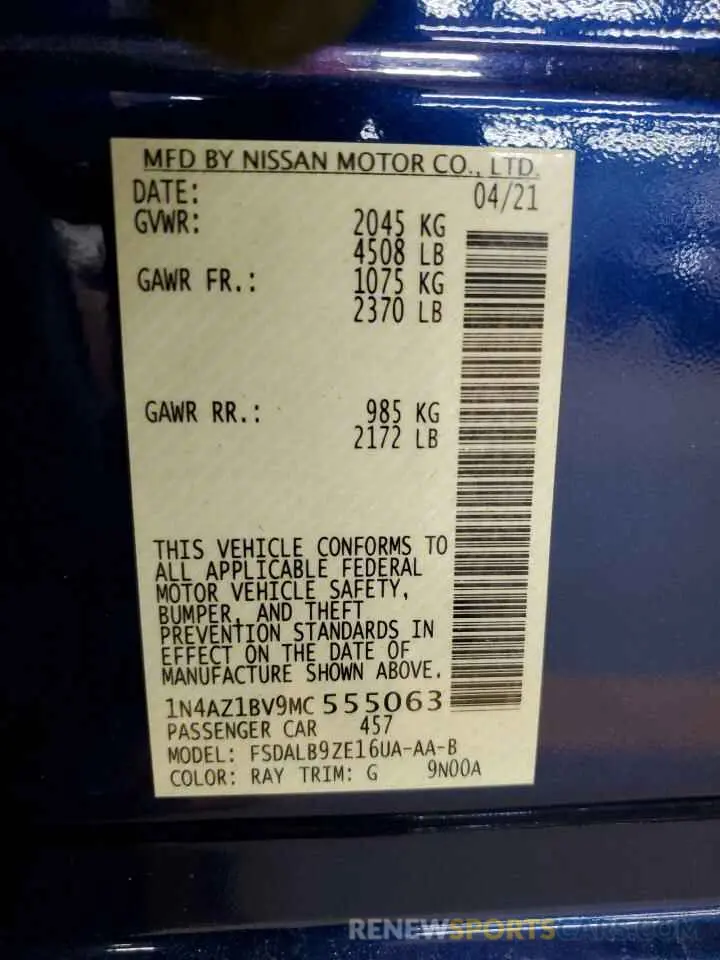 MFD BY NISSAN MOTOR CO., LTD.
DATE: 04/21
GVWR: 2045 KG
4508 LB
GAWR FR.: 1075 KG
2370 LB
GAWR RR.: 985 KG
2172 LB
THIS VEHICLE CONFORMS TO
ALL APPLICABLE FEDERAL
MOTOR VEHICLE SAFETY,
BUMPER, AND THEFT
PREVENTION STANDARDS IN
EFFECT ON THE DATE OF
MANUFACTURE SHOWN ABOVE.
1N4AZ1BV9MC 555063
PASSENGER CAR 457
MODEL: FSDALB9ZE16UA-AA-B
COLOR: RAY TRIM: G 9N00A
RENEWSPORTSCARS.COM